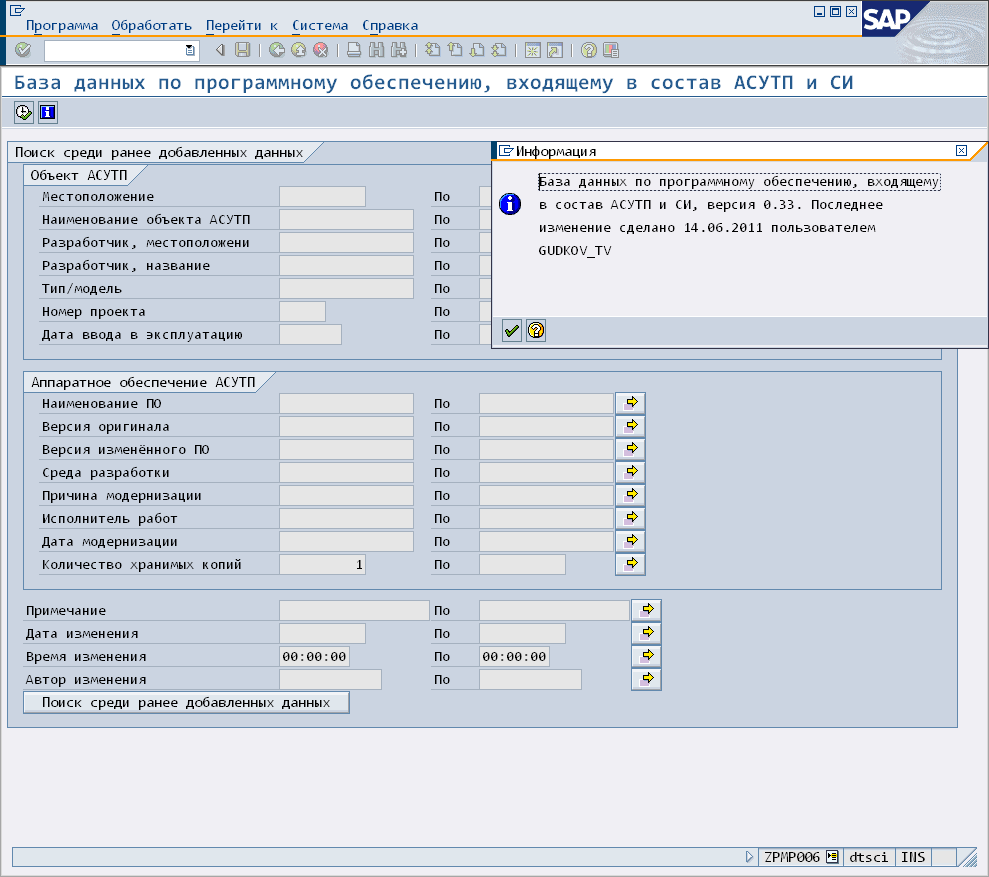 Программа Обработать Перейти к Система Справка
SAP
База данных по программному обеспечению, входящему в состав АСУТП и СИ
Поиск среди ранее добавленных данных
Объект АСУТП
Местоположение По
Наименование объекта АСУТП По
Разработчик, местоположени По
Разработчик, название По
Тип/модель По
Номер проекта По
Дата ввода в эксплуатацию По
Информация
База данных по программному обеспечению, входящему
в состав АСУТП и СИ, версия 0.33. Последнее
изменение сделано 14.06.2011 пользователем
GUDKOV_TV
Аппаратное обеспечение АСУТП
Наименование ПО По
Версия оригинала По
Версия изменённого ПО По
Среда разработки По
Причина модернизации По
Исполнитель работ По
Дата модернизации По
Количество хранимых копий 1 По
Примечание По
Дата изменения По
Время изменения 00:00:00 По 00:00:00
Автор изменения По
Поиск среди ранее добавленных данных
ZPMP006 dtsci INS